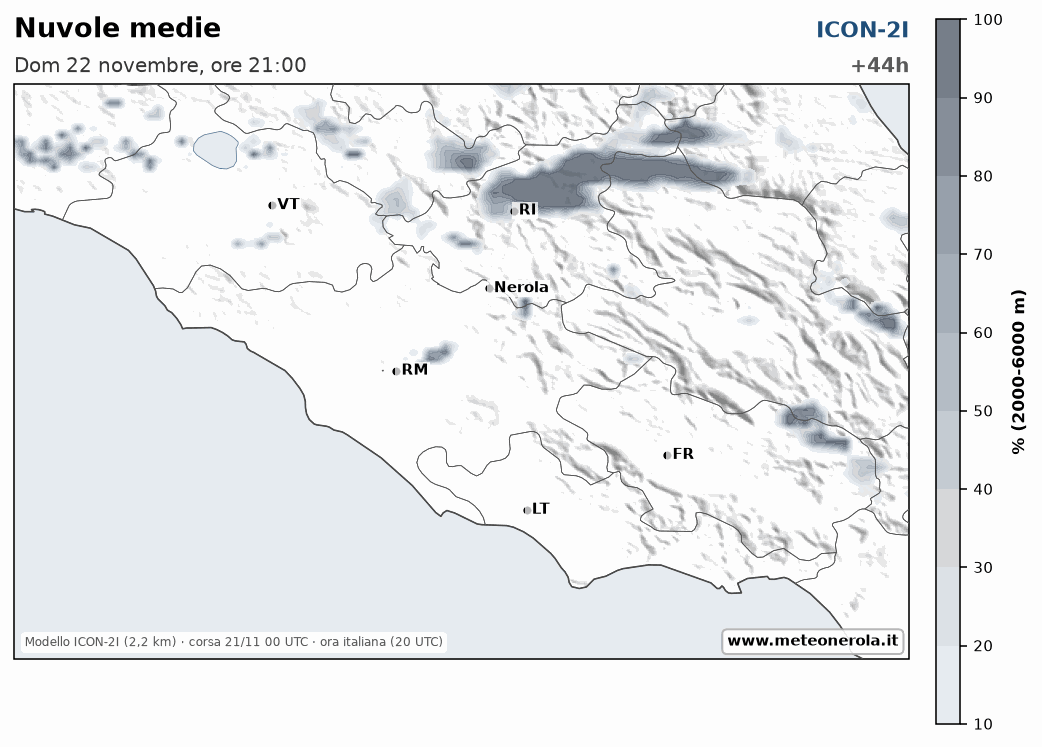 Nuvole medie
ICON-2I
Dom 22 novembre, ore 21:00
+44h
100
90
80
70
60
50
40
30
20
10
% (2000-6000 m)
VT
RI
Nerola
RM
FR
LT
Modello ICON-2I (2,2 km) · corsa 21/11 00 UTC · ora italiana (20 UTC)
www.meteonerola.it